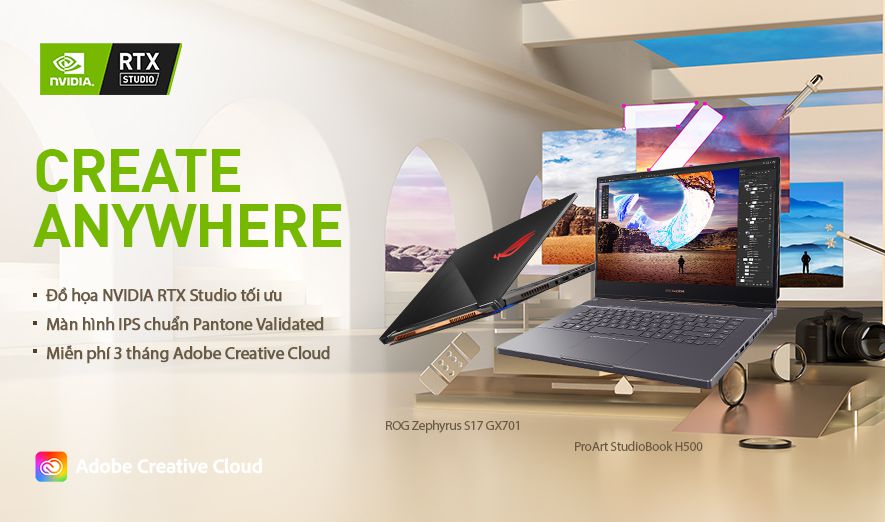 NVIDIA.
RTX
STUDIO
CREATE
ANYWHERE
Đồ họa NVIDIA RTX Studio tối ưu
Màn hình IPS chuẩn Pantone Validated
Miễn phí 3 tháng Adobe Creative Cloud
ROG Zephyrus S17 GX701
ProArt StudioBook H500
Adobe Creative Cloud